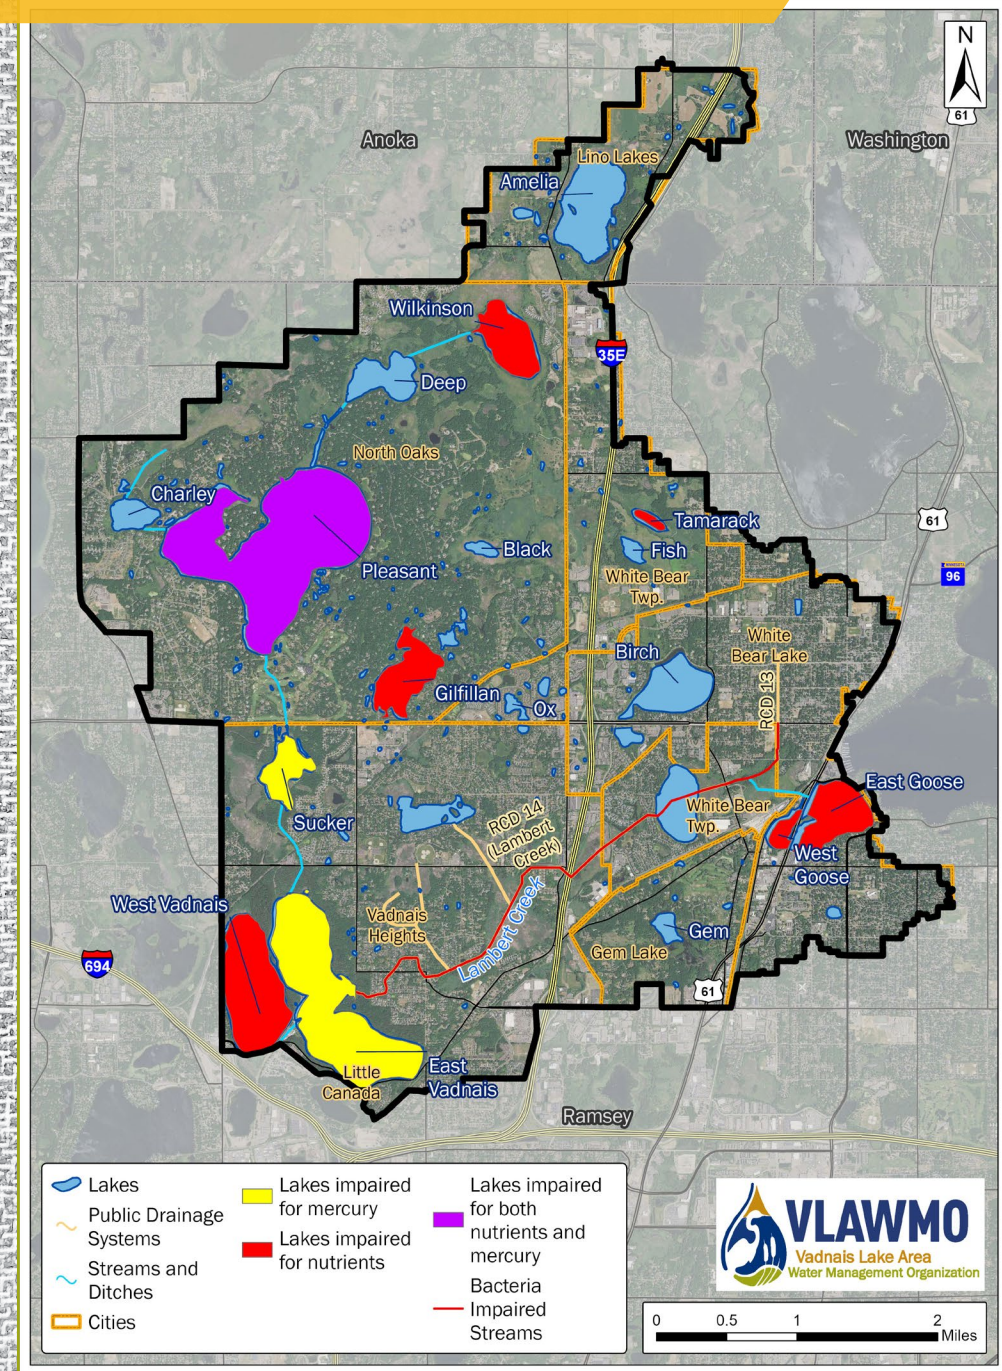 N
61
Anoka
Washington
Lino Lakes
Amelia
Wilkinson
35E
Deep
North Oaks
Charley
61
Tamarack
Black
Fish
Pleasant
96
White Bear
Twp.
White
Bear Lake
Birch
RCD 13
Gilfillan
Ox
East Goose
Sucker
RCD 14
(Lambert
Creek)
White Bear
Twp.
West
Goose
West Vadnais
Vadnais
Heights
Lambert Creek
Gem
Gem Lake
694
61
East
Vadnais
Little
Canada
Ramsey
Lakes
Public Drainage
Systems
Streams and
Ditches
Cities
Lakes impaired
for mercury
Lakes impaired
for nutrients
Lakes impaired
for both
nutrients and
mercury
Bacteria
Impaired
Streams
VLAWMO
Vadnais Lake Area
Water Management Organization
0 0.5 1 2
Miles